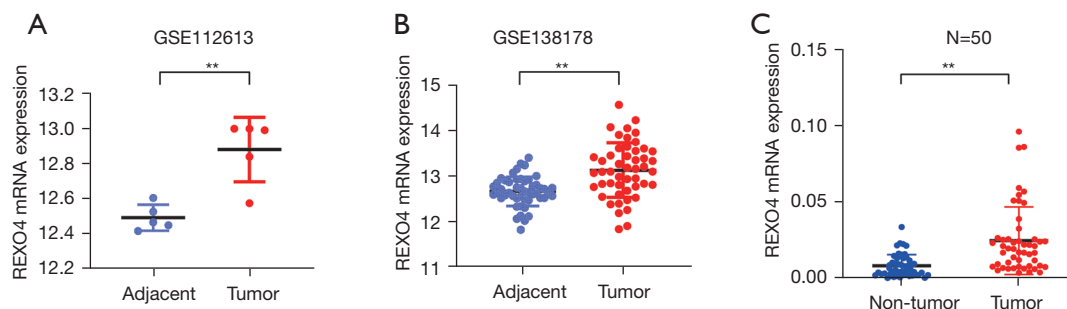 A
GSE112613
**
REXO4 mRNA expression
13.2
13.0
12.8
12.6
12.4
12.2
Adjacent Tumor
B
GSE138178
**
REXO4 mRNA expression
15
14
13
12
11
Adjacent Tumor
C
N=50
**
REXO4 mRNA expression
0.15
0.10
0.05
0.00
Non-tumor Tumor